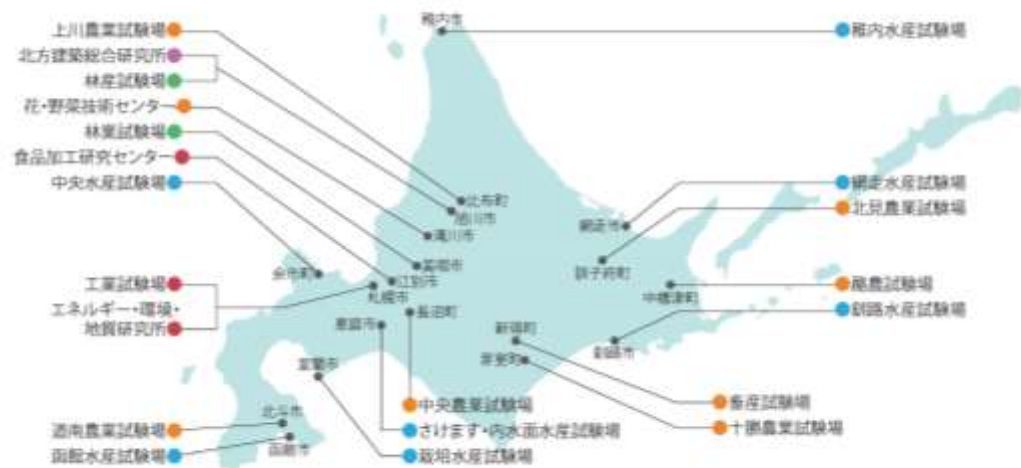 上川農業試験場
北方建築総合研究所
林産試験場
花・野菜技術センター
林業試験場
食品加工研究センター
中央水産試験場
工業試験場
エネルギー・環境・
地質研究所
道南農業試験場
函館水産試験場
稚内市
比布町
旭川市
滝川市
美唄市
江別市
札幌市
余市町
長沼町
恵庭市
室蘭市
北斗市
函館市
網走市
訓子府町
中標津町
新得町
芽室町
釧路市
稚内水産試験場
網走水産試験場
北見農業試験場
酪農試験場
釧路水産試験場
畜産試験場
十勝農業試験場
中央農業試験場
さけます・内水面水産試験場
栽培水産試験場